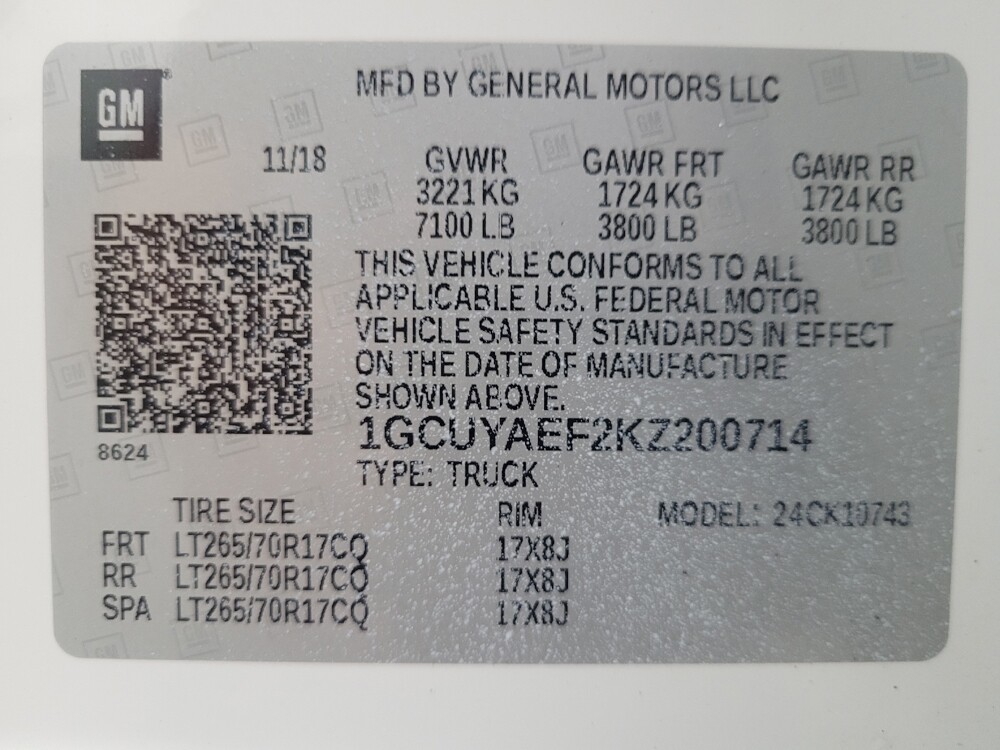 GM
MFD BY GENERAL MOTORS LLC
11/18 GVWR GAWR FRT GAWR RR
3221 KG 1724 KG 1724 KG
7100 LB 3800 LB 3800 LB
THIS VEHICLE CONFORMS TO ALL
APPLICABLE U.S. FEDERAL MOTOR
VEHICLE SAFETY STANDARDS IN EFFECT
ON THE DATE OF MANUFACTURE
SHOWN ABOVE.
1GCUYAEF2KZ200714
8624
TYPE: TRUCK
TIRE SIZE RIM MODEL: 24CK10743
FRT LT265/70R17CQ 17X8J
RR LT265/70R17CQ 17X8J
SPA LT265/70R17CQ 17X8J